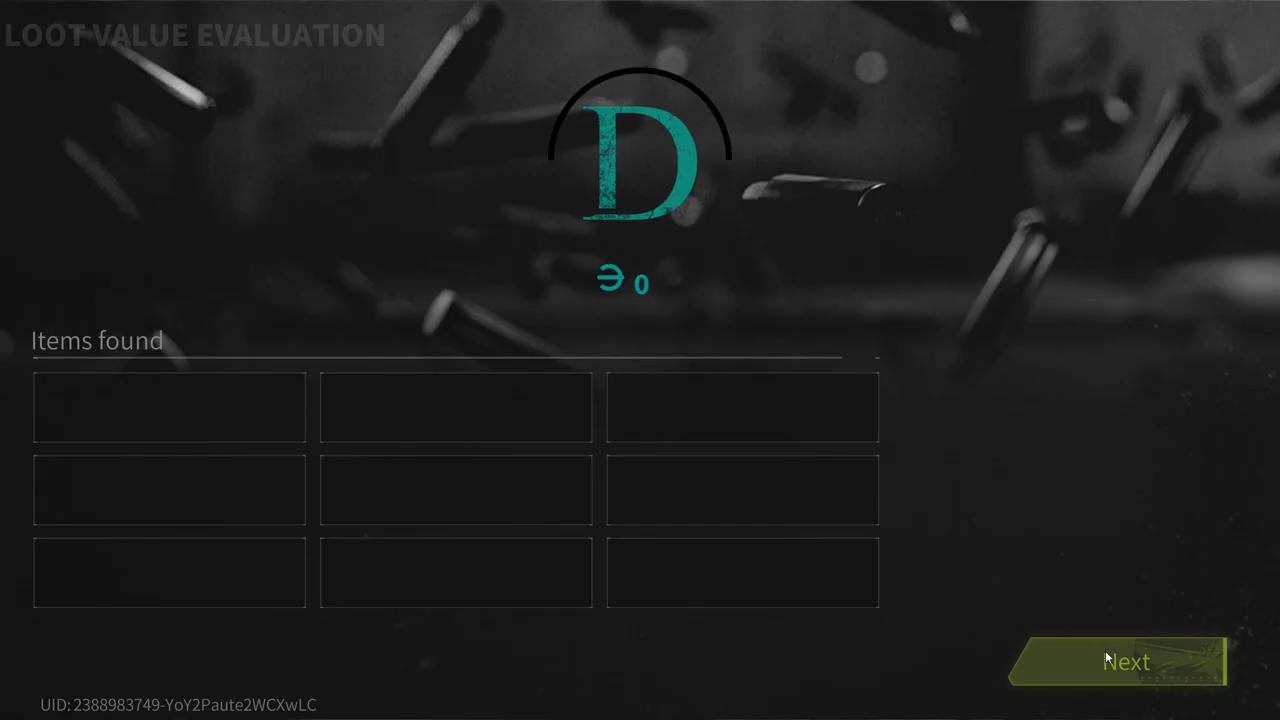 LOOT VALUE EVALUATION
D
0
Items found
Next
UID: 2388983749-YoY2Paute2WCXwLC